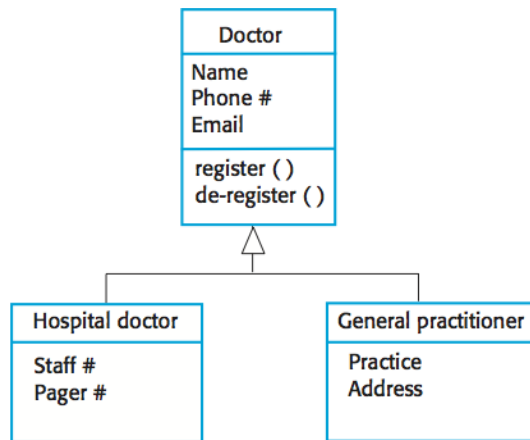 Doctor
Name
Phone #
Email
register ( )
de-register ( )
Hospital doctor
Staff #
Pager #
General practitioner
Practice
Address